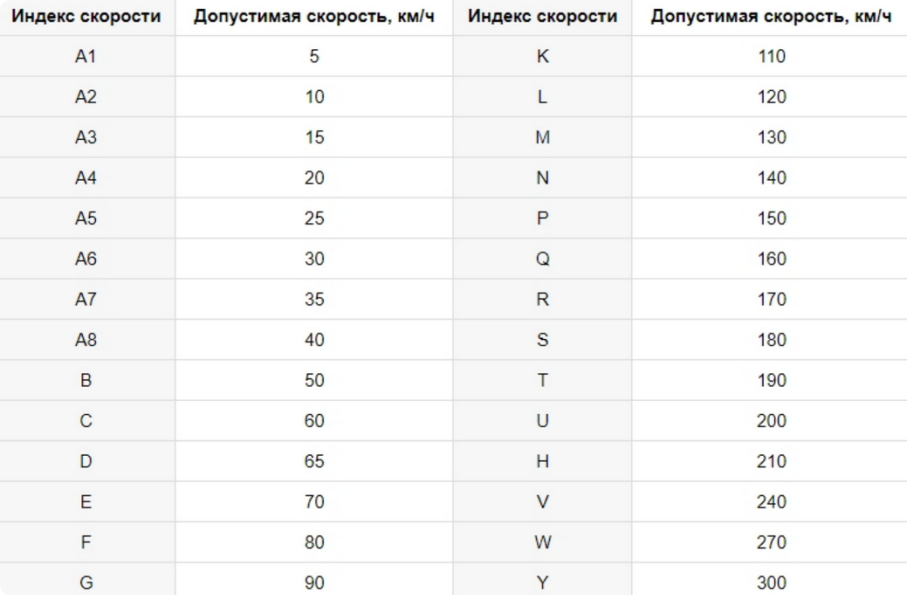 Индекс скорости Допустимая скорость, км/ч Индекс скорости Допустимая скорость, км/ч
A1 5 K 110
A2 10 L 120
A3 15 M 130
A4 20 N 140
A5 25 P 150
A6 30 Q 160
A7 35 R 170
A8 40 S 180
B 50 T 190
C 60 U 200
D 65 H 210
E 70 V 240
F 80 W 270
G 90 Y 300